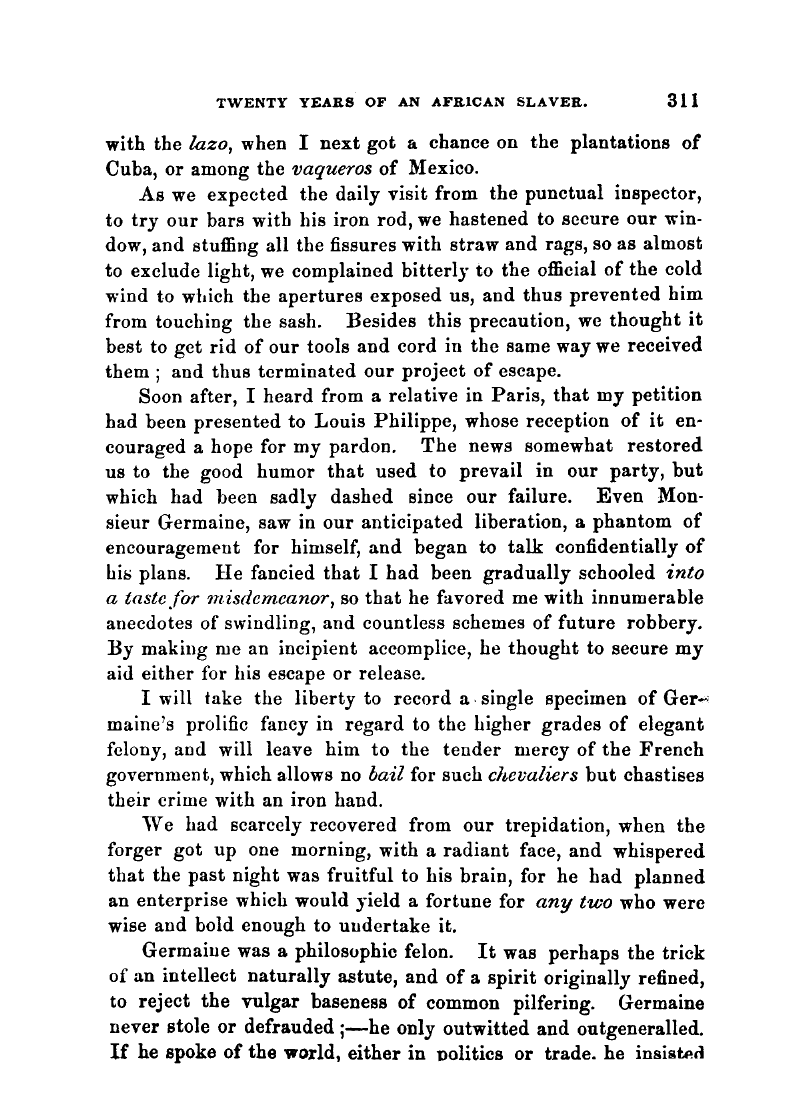 TWENTY YEARS OF AN AFRICAN SLAVER. 311
with the lazo, when I next got a chance on the plantations of
Cuba, or among the vaqueros of Mexico.
As we expected the daily visit from the punctual inspector,
to try our bars with his iron rod, we hastened to secure our win-
dow, and stuffing all the fissures with straw and rags, so as almost
to exclude light, we complained bitterly to the official of the cold
wind to which the apertures exposed us, and thus prevented him
from touching the sash. Besides this precaution, we thought it
best to get rid of our tools and cord in the same way we received
them ; and thus terminated our project of escape.
Soon after, I heard from a relative in Paris, that my petition
had been presented to Louis Philippe, whose reception of it en-
couraged a hope for my pardon. The news somewhat restored
us to the good humor that used to prevail in our party, but
which had been sadly dashed since our failure. Even Mon-
sieur Germaine, saw in our anticipated liberation, a phantom of
encouragement for himself, and began to talk confidentially of
his plans. He fancied that I had been gradually schooled into
a taste for misdemeanor, so that he favored me with innumerable
anecdotes of swindling, and countless schemes of future robbery.
By making me an incipient accomplice, he thought to secure my
aid either for his escape or release.
I will take the liberty to record a single specimen of Ger-
maine's prolific fancy in regard to the higher grades of elegant
felony, and will leave him to the tender mercy of the French
government, which allows no bail for such chevaliers but chastises
their crime with an iron hand.
We had scarcely recovered from our trepidation, when the
forger got up one morning, with a radiant face, and whispered
that the past night was fruitful to his brain, for he had planned
an enterprise which would yield a fortune for any two who were
wise and bold enough to undertake it.
Germaine was a philosophic felon. It was perhaps the trick
of an intellect naturally astute, and of a spirit originally refined,
to reject the vulgar baseness of common pilfering. Germaine
never stole or defrauded ;—he only outwitted and outgeneralled.
If he spoke of the world, either in politics or trade, he insisted